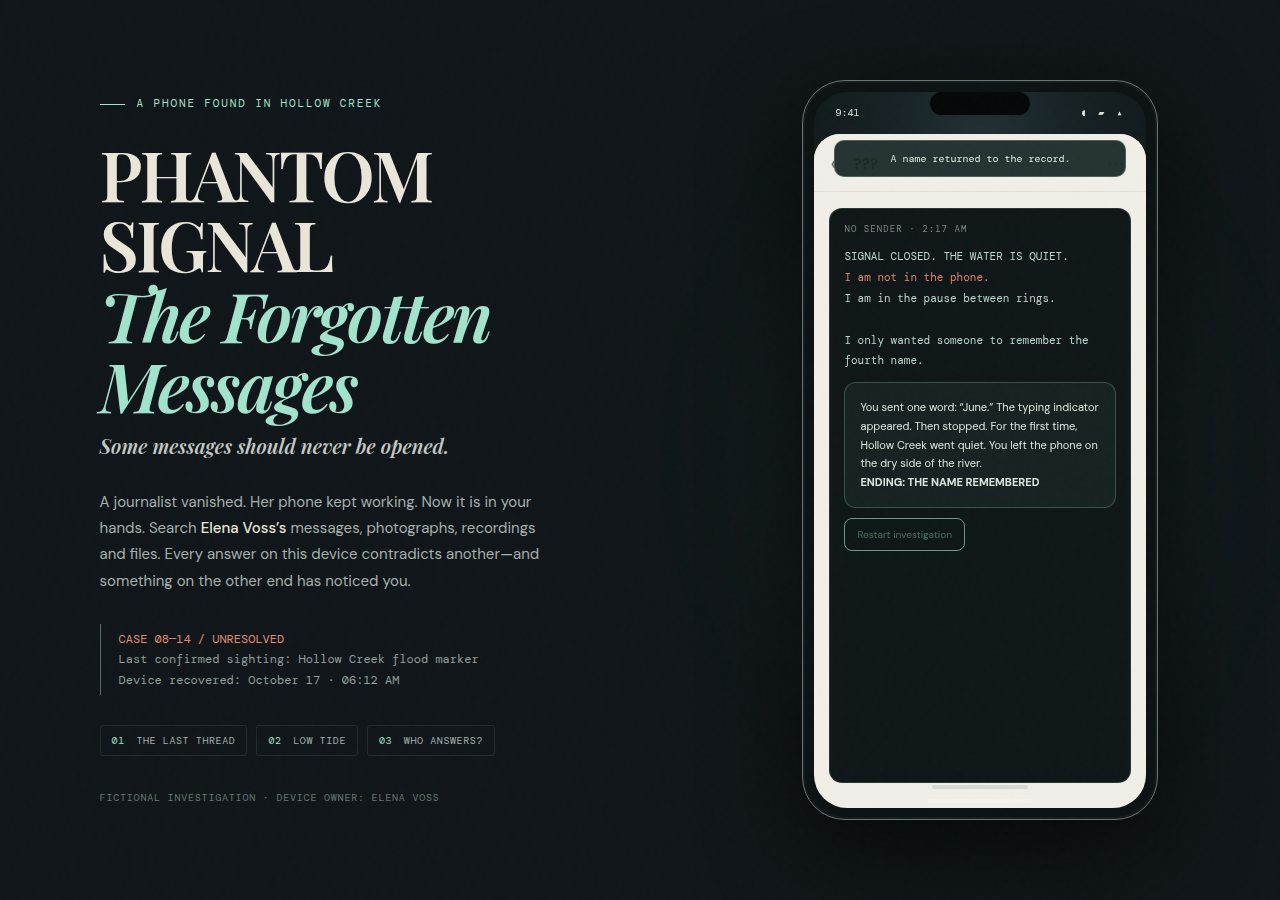 A PHONE FOUND IN HOLLOW CREEK
PHANTOM
SIGNAL
The Forgotten
Messages
Some messages should never be opened.
A journalist vanished. Her phone kept working. Now it is in your
hands. Search Elena Voss’s messages, photographs, recordings
and files. Every answer on this device contradicts another—and
something on the other end has noticed you.
CASE 08—14 / UNRESOLVED
Last confirmed sighting: Hollow Creek flood marker
Device recovered: October 17 · 06:12 AM
01 THE LAST THREAD
02 LOW TIDE
03 WHO ANSWERS?
FICTIONAL INVESTIGATION · DEVICE OWNER: ELENA VOSS
9:41
???
A name returned to the record.
NO SENDER · 2:17 AM
SIGNAL CLOSED. THE WATER IS QUIET.
I am not in the phone.
I am in the pause between rings.
I only wanted someone to remember the
fourth name.
You sent one word: “June.” The typing indicator
appeared. Then stopped. For the first time,
Hollow Creek went quiet. You left the phone on
the dry side of the river.
ENDING: THE NAME REMEMBERED
Restart investigation